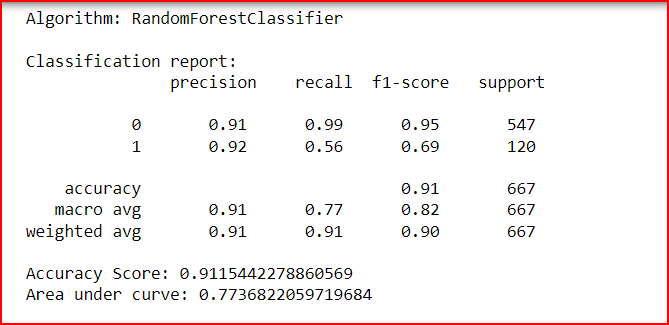 Algorithm: RandomForestClassifier
Classification report:
precision recall f1-score support
0 0.91 0.99 0.95 547
1 0.92 0.56 0.69 120
accuracy 0.91 667
macro avg 0.91 0.77 0.82 667
weighted avg 0.91 0.91 0.90 667
Accuracy Score: 0.9115442278860569
Area under curve: 0.7736822059719684